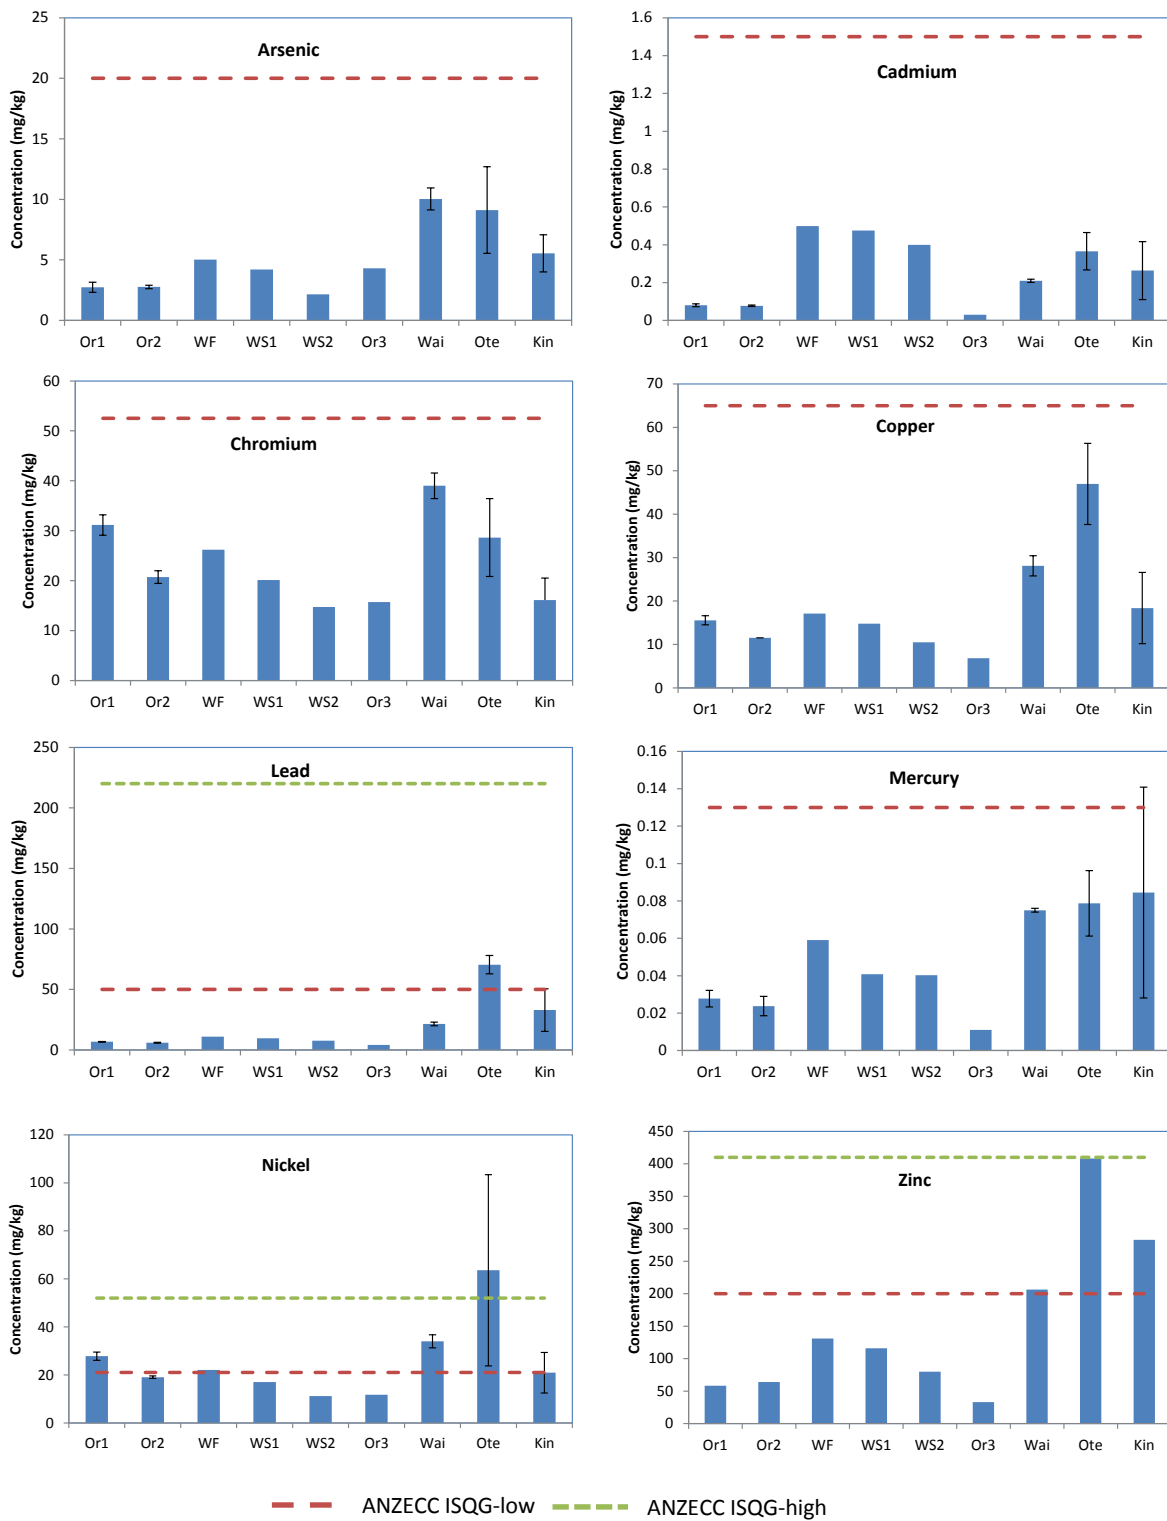 Arsenic
Concentration (mg/kg)
25
20
15
10
5
0
Or1 Or2 WF WS1 WS2 Or3 Wai Ote Kin
Cadmium
Concentration (mg/kg)
1.6
1.4
1.2
1
0.8
0.6
0.4
0.2
0
Or1 Or2 WF WS1 WS2 Or3 Wai Ote Kin
Chromium
Concentration (mg/kg)
60
50
40
30
20
10
0
Or1 Or2 WF WS1 WS2 Or3 Wai Ote Kin
Copper
Concentration (mg/kg)
70
60
50
40
30
20
10
0
Or1 Or2 WF WS1 WS2 Or3 Wai Ote Kin
Lead
Concentration (mg/kg)
250
200
150
100
50
0
Or1 Or2 WF WS1 WS2 Or3 Wai Ote Kin
Mercury
Concentration (mg/kg)
0.16
0.14
0.12
0.1
0.08
0.06
0.04
0.02
0
Or1 Or2 WF WS1 WS2 Or3 Wai Ote Kin
Nickel
Concentration (mg/kg)
120
100
80
60
40
20
0
Or1 Or2 WF WS1 WS2 Or3 Wai Ote Kin
Zinc
Concentration (mg/kg)
450
400
350
300
250
200
150
100
50
0
Or1 Or2 WF WS1 WS2 Or3 Wai Ote Kin
ANZECC ISQG-low ANZECC ISQG-high